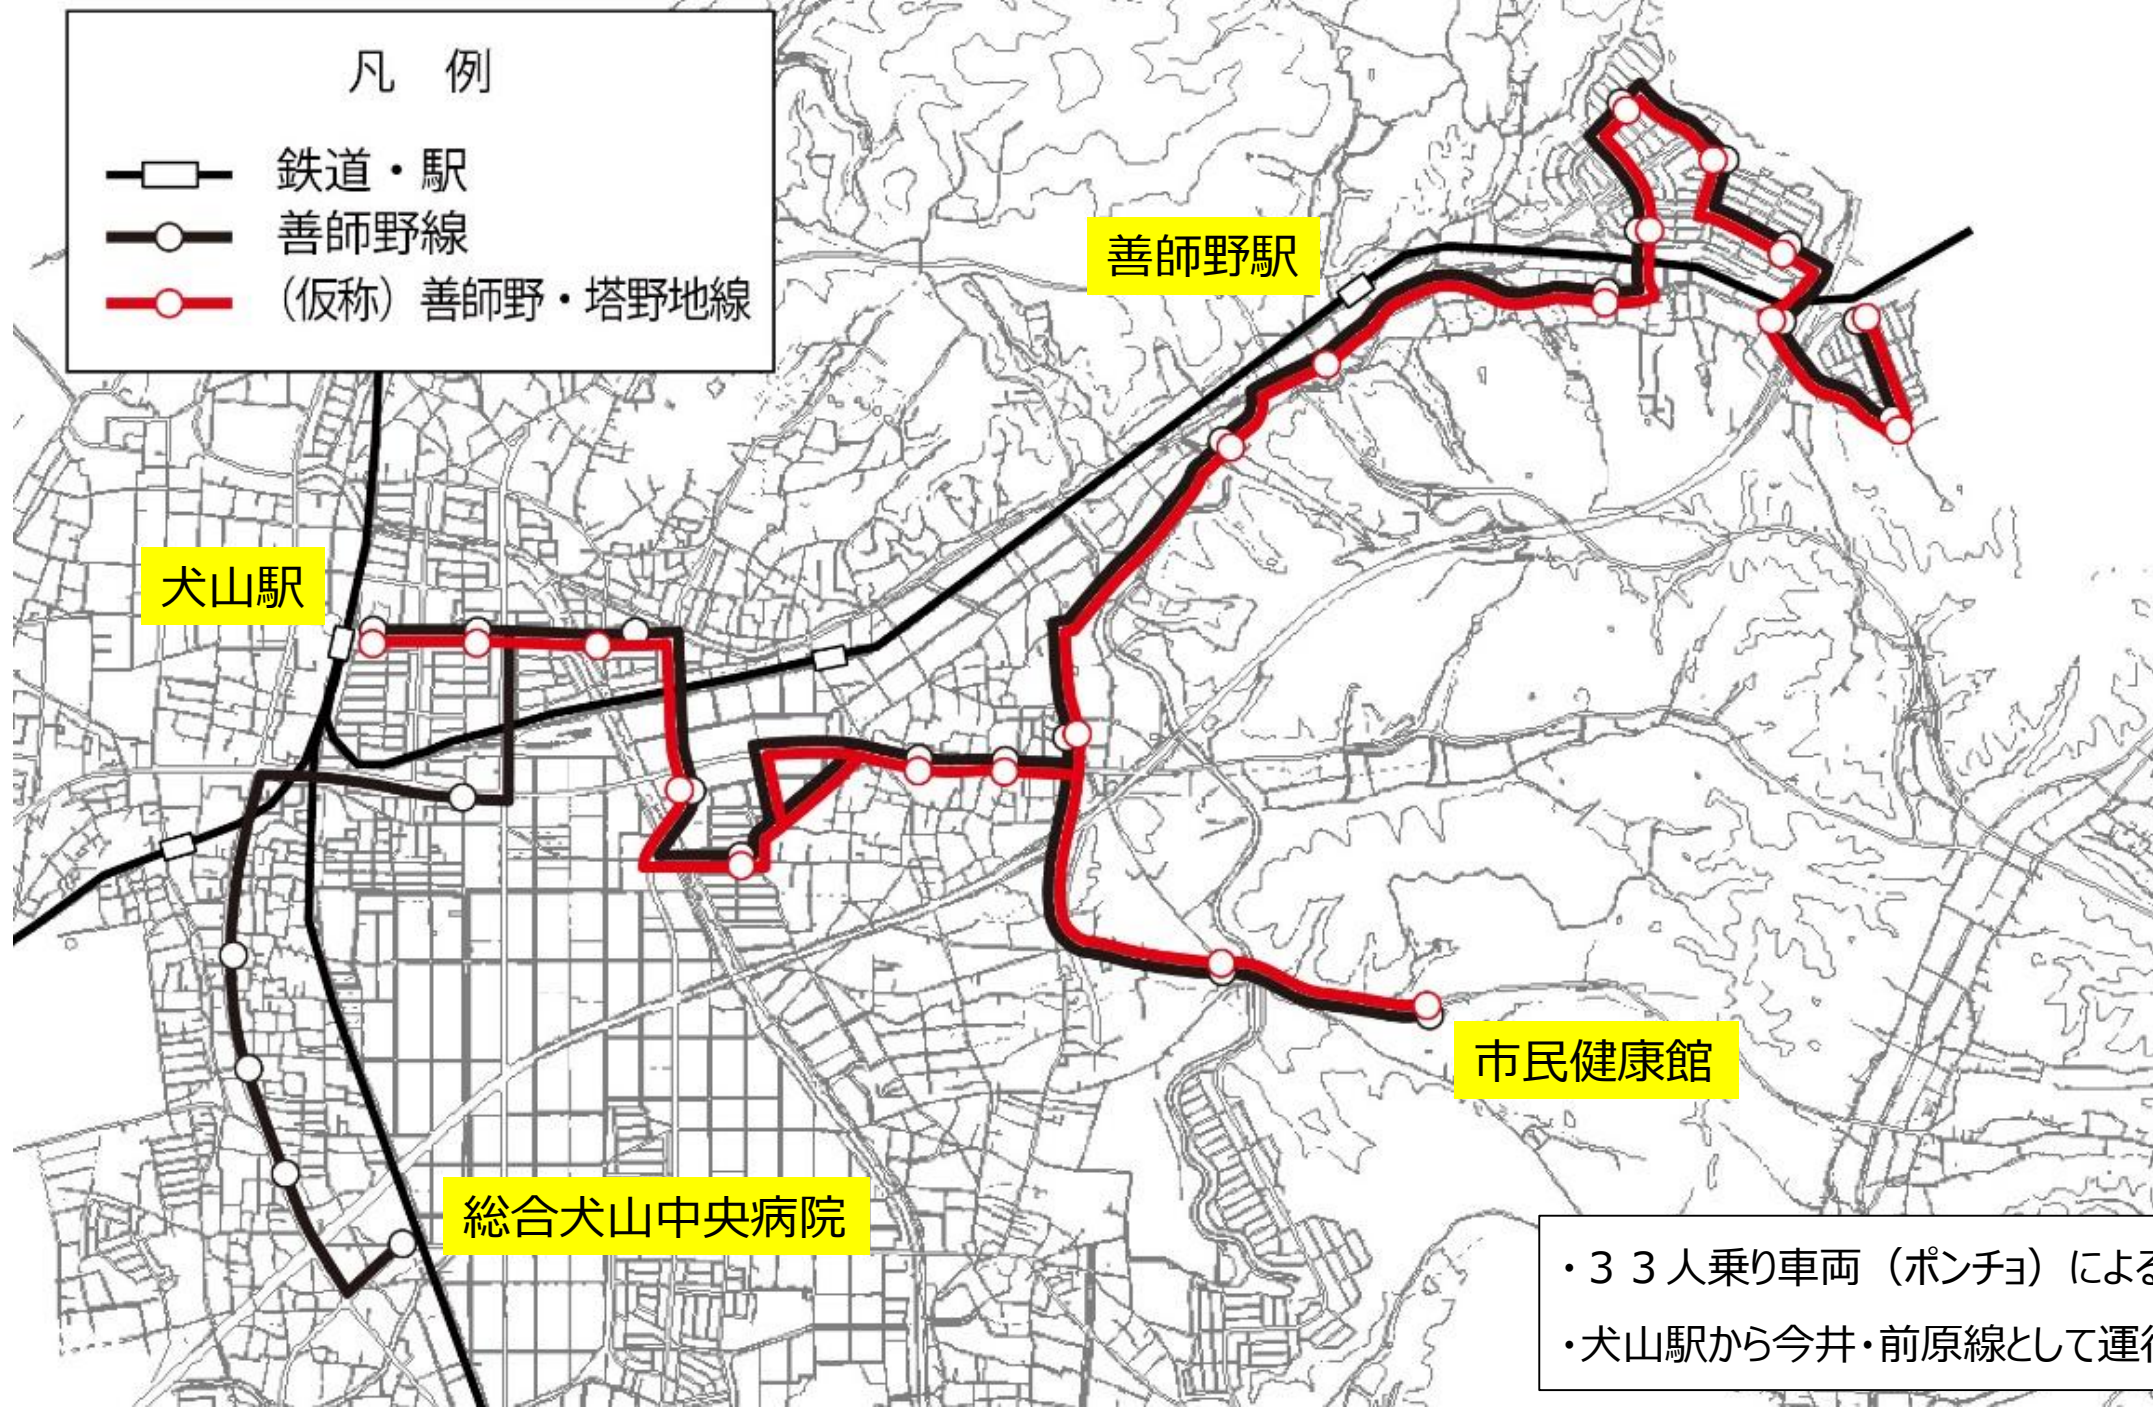 凡　例
鉄道・駅
善師野線
（仮称）善師野・塔野地線
善師野駅
犬山駅
市民健康館
総合犬山中央病院
・３３人乗り車両（ポンチョ）による
・犬山駅から今井・前原線として運行